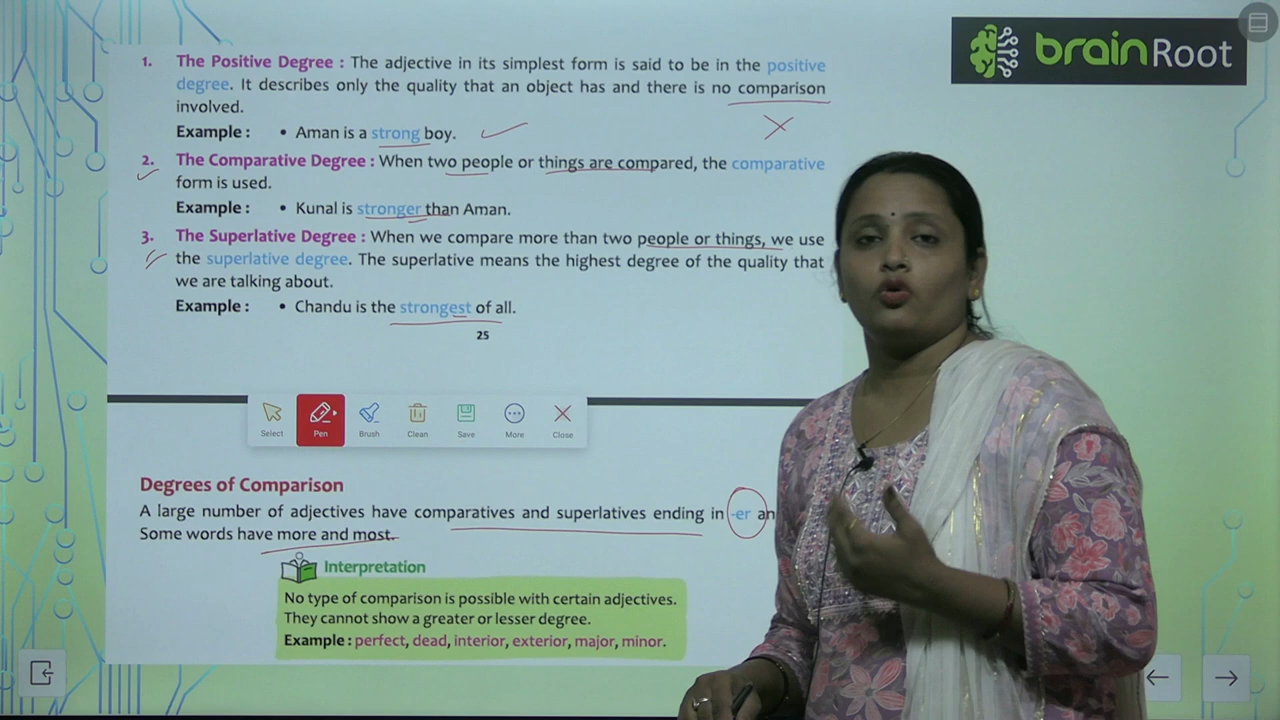 brainRoot
1. The Positive Degree : The adjective in its simplest form is said to be in the positive
degree. It describes only the quality that an object has and there is no comparison
involved.
Example : • Aman is a strong boy.
2. The Comparative Degree : When two people or things are compared, the comparative
form is used.
Example : • Kunal is stronger than Aman.
3. The Superlative Degree : When we compare more than two people or things, we use
the superlative degree. The superlative means the highest degree of the quality that
we are talking about.
Example : • Chandu is the strongest of all.
25
Select Pen Brush Clean Save More Close
Degrees of Comparison
A large number of adjectives have comparatives and superlatives ending in -er
Some words have more and most.
Interpretation
No type of comparison is possible with certain adjectives.
They cannot show a greater or lesser degree.
Example : perfect, dead, interior, exterior, major, minor.